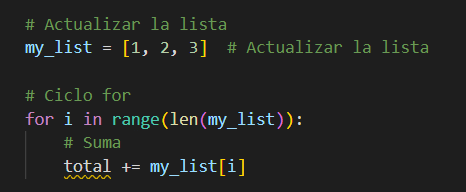 # Actualizar la lista
my_list = [1, 2, 3]  # Actualizar la lista
# Ciclo for
for i in range(len(my_list)):
# Suma
total += my_list[i]